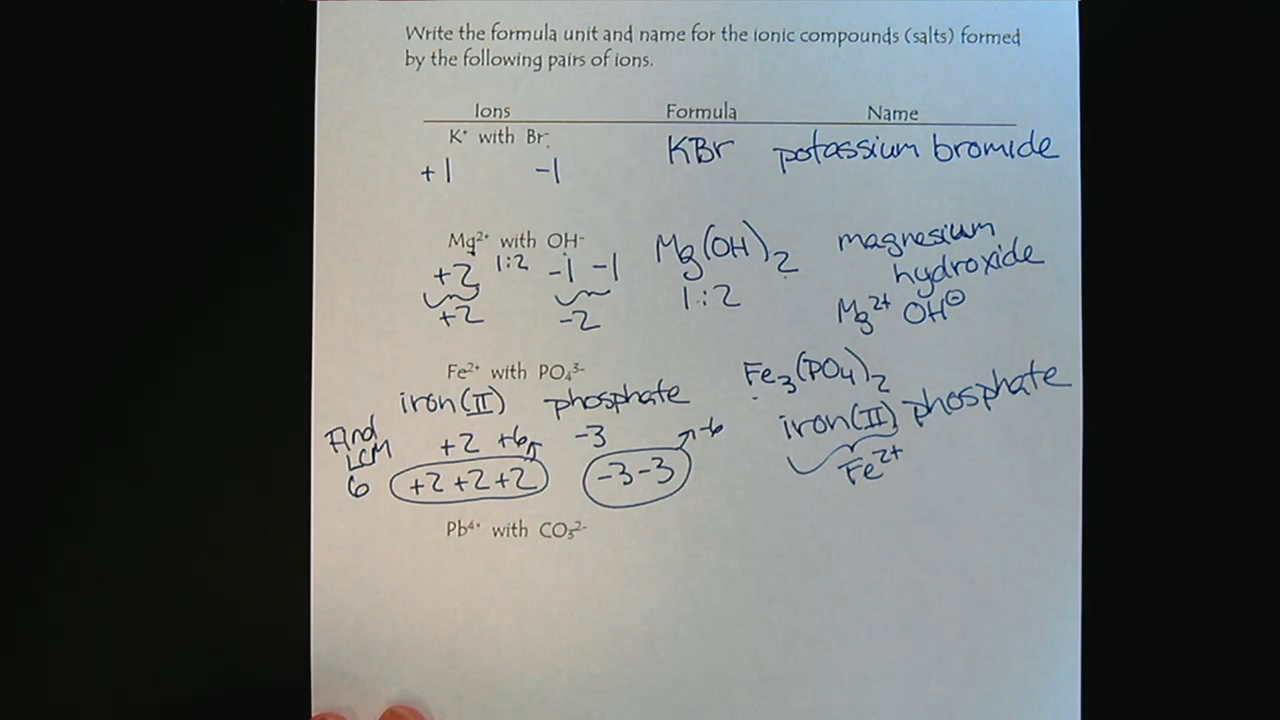 Write the formula unit and name for the ionic compounds (salts) formed
by the following pairs of ions.
Ions Formula Name
K⁺ with Br⁻ KBr potassium bromide
+1 -1
Mg²⁺ with OH⁻ Mg(OH)₂ magnesium
+2 1:2 -1 -1 hydroxide
+2 -2 1:2 Mg²⁺ OH⊖
Fe²⁺ with PO₄³⁻ Fe₃(PO₄)₂
iron(II) phosphate iron(II) phosphate
Find +2 +6 -3 -6
LCM Fe²⁺
6 +2 +2 +2 -3 -3
Pb⁴⁺ with CO₃²⁻